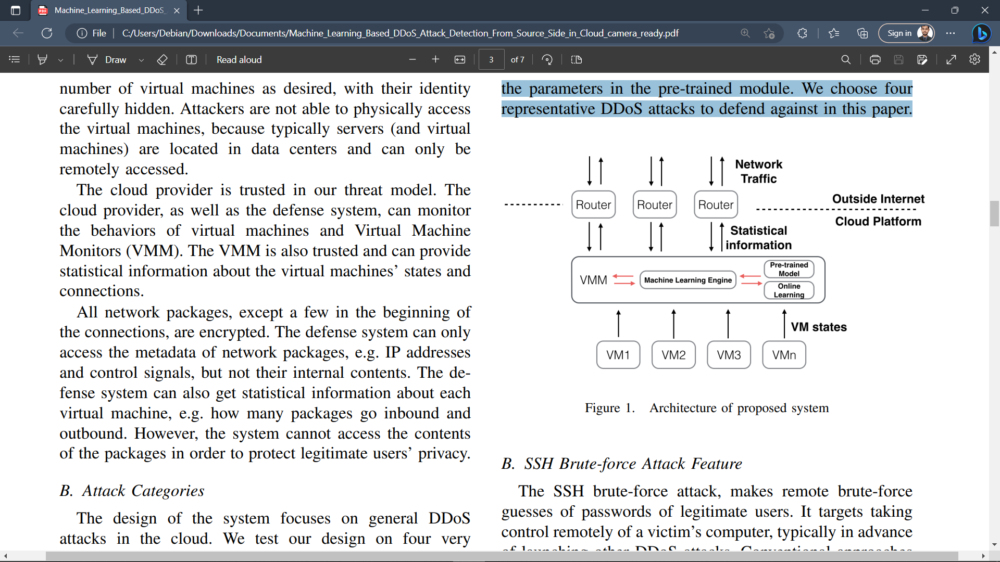 Machine_Learning_Based_DDoS_
File
C:/Users/Debian/Downloads/Documents/Machine_Learning_Based_DDoS_Attack_Detection_From_Source_Side_in_Cloud_camera_ready.pdf
Sign in
Draw
Read aloud
3
of 7
number of virtual machines as desired, with their identity
carefully hidden. Attackers are not able to physically access
the virtual machines, because typically servers (and virtual
machines) are located in data centers and can only be
remotely accessed.
The cloud provider is trusted in our threat model. The
cloud provider, as well as the defense system, can monitor
the behaviors of virtual machines and Virtual Machine
Monitors (VMM). The VMM is also trusted and can provide
statistical information about the virtual machines' states and
connections.
All network packages, except a few in the beginning of
the connections, are encrypted. The defense system can only
access the metadata of network packages, e.g. IP addresses
and control signals, but not their internal contents. The de-
fense system can also get statistical information about each
virtual machine, e.g. how many packages go inbound and
outbound. However, the system cannot access the contents
of the packages in order to protect legitimate users' privacy.
B. Attack Categories
The design of the system focuses on general DDoS
attacks in the cloud. We test our design on four very
the parameters in the pre-trained module. We choose four
representative DDoS attacks to defend against in this paper.
Network
Traffic
Router
Router
Router
Outside Internet
Cloud Platform
Statistical
information
VMM
Machine Learning Engine
Pre-trained
Model
Online
Learning
VM states
VM1
VM2
VM3
VMn
Figure 1. Architecture of proposed system
B. SSH Brute-force Attack Feature
The SSH brute-force attack, makes remote brute-force
guesses of passwords of legitimate users. It targets taking
control remotely of a victim's computer, typically in advance
of launching other DDoS attacks. Conventional approaches